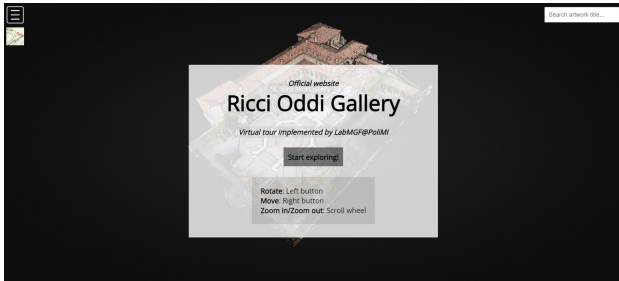 Search artwork title...
Official website
Ricci Oddi Gallery
Virtual tour implemented by LabMGF@PoliMI
Start exploring!
Rotate: Left button
Move: Right button
Zoom in/Zoom out: Scroll wheel